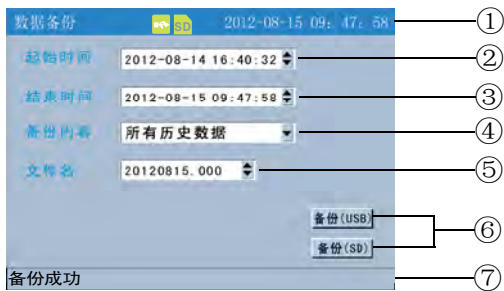 数据备份 SD 2012-08-15 09:47:58 ①
起始时间 2012-08-14 16:40:32 ②
结束时间 2012-08-15 09:47:58 ③
备份内容 所有历史数据 ④
文件名 20120815.000 ⑤
备份(USB)
⑥
备份(SD)
备份成功 ⑦